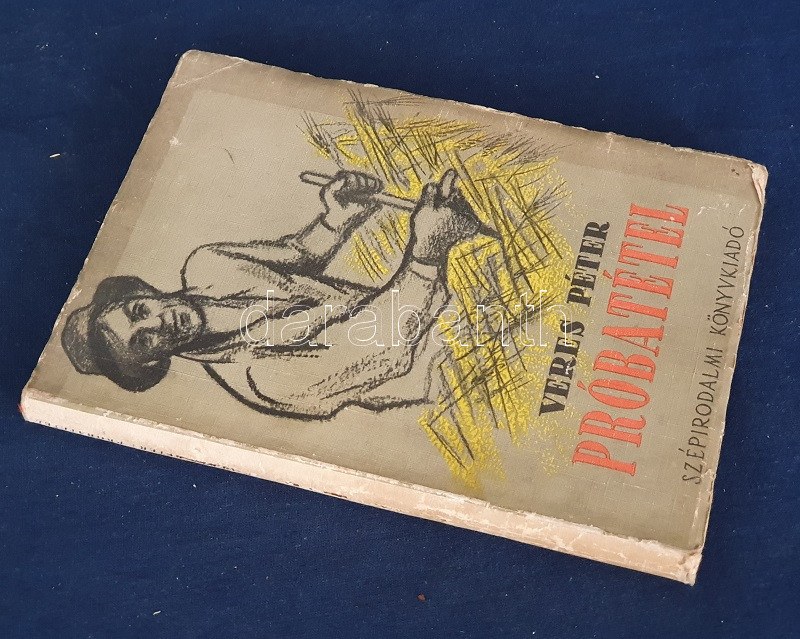 VERES PÉTER
PRÓBATÉTEL
SZÉPIRODALMI KÖNYVKIADÓ
darabanth